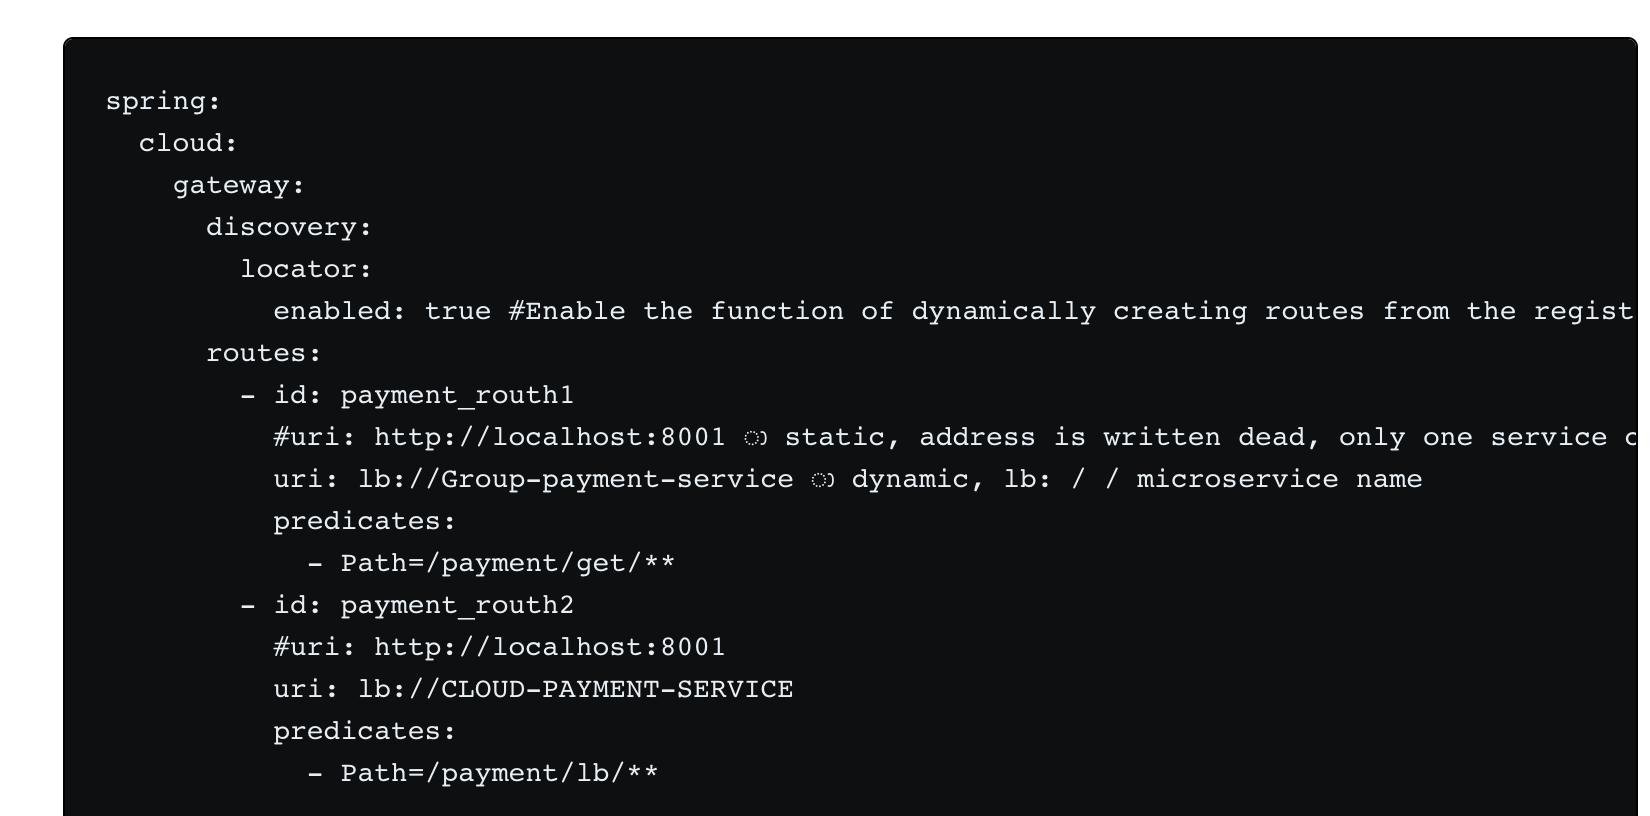 spring:
  cloud:
    gateway:
      discovery:
        locator:
          enabled: true #Enable the function of dynamically creating routes from the regist
      routes:
        - id: payment_routh1
          #uri: http://localhost:8001 ා static, address is written dead, only one service
          uri: lb://Group-payment-service ා dynamic, lb: / / microservice name
          predicates:
            - Path=/payment/get/**
        - id: payment_routh2
          #uri: http://localhost:8001
          uri: lb://CLOUD-PAYMENT-SERVICE
          predicates:
            - Path=/payment/lb/**